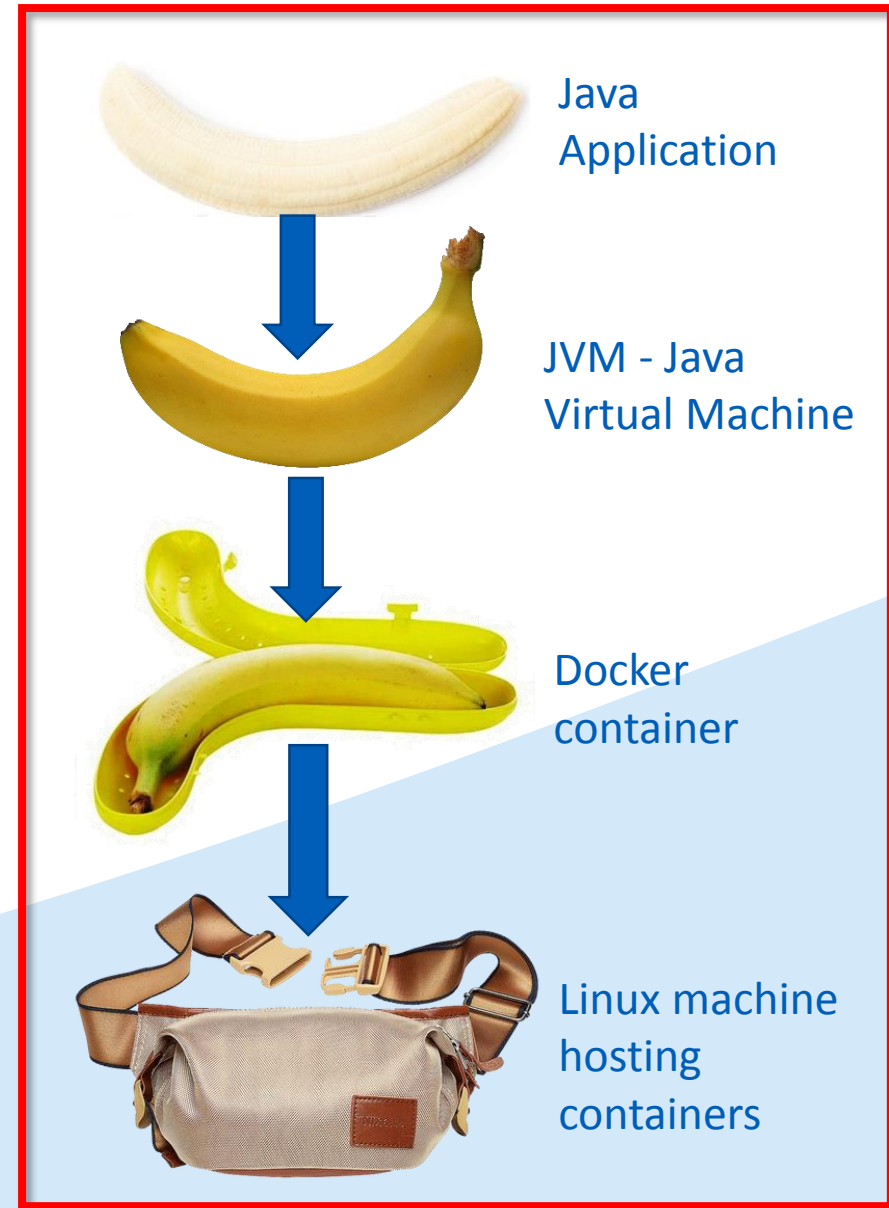 Java
Application
JVM - Java
Virtual Machine
Docker
container
Linux machine
hosting
containers